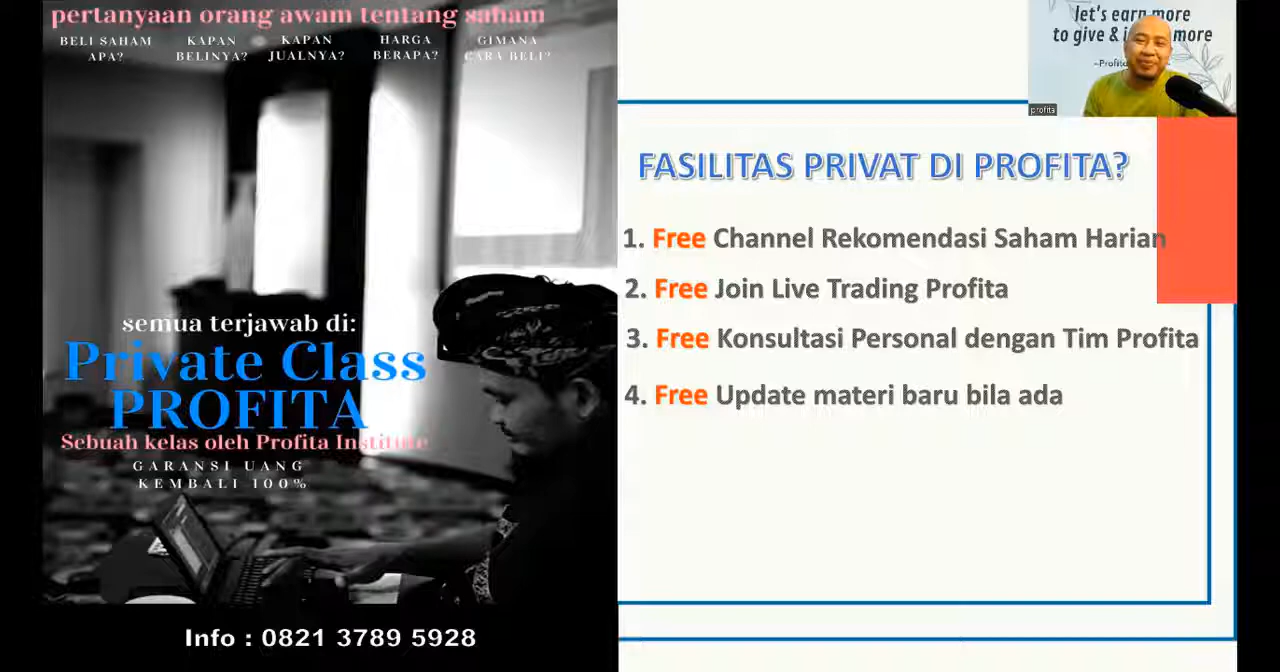 pertanyaan orang awam tentang saham
BELI SAHAM APA?
KAPAN BELINYA?
KAPAN JUALNYA?
HARGA BERAPA?
GIMANA CARA BELI?
semua terjawab di:
Private Class
PROFITA
Sebuah kelas oleh Profita Institute
GARANSI UANG
KEMBALI 100%
Info : 0821 3789 5928
let's earn more
to give & i more
~Profit
profita
FASILITAS PRIVAT DI PROFITA?
1. Free Channel Rekomendasi Saham Harian
2. Free Join Live Trading Profita
3. Free Konsultasi Personal dengan Tim Profita
4. Free Update materi baru bila ada